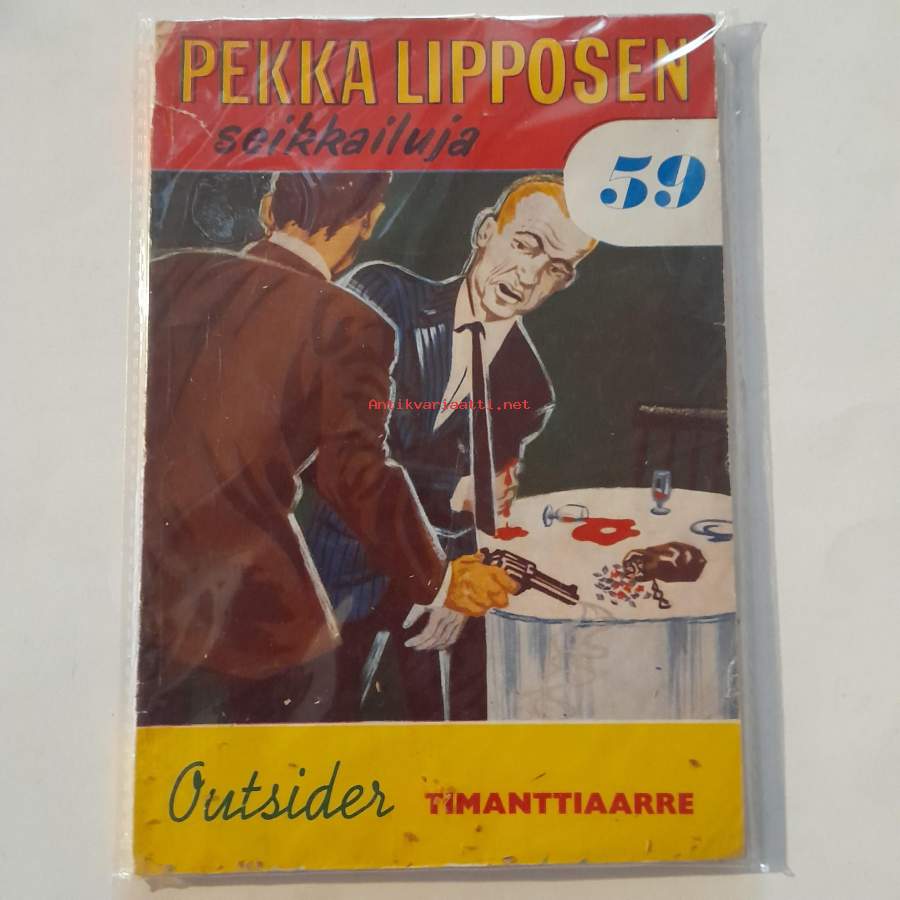 PEKKA LIPPOSEN
seikkailuja
59
Antikvariaatti.net
Outsider TIMANTTIAARRE